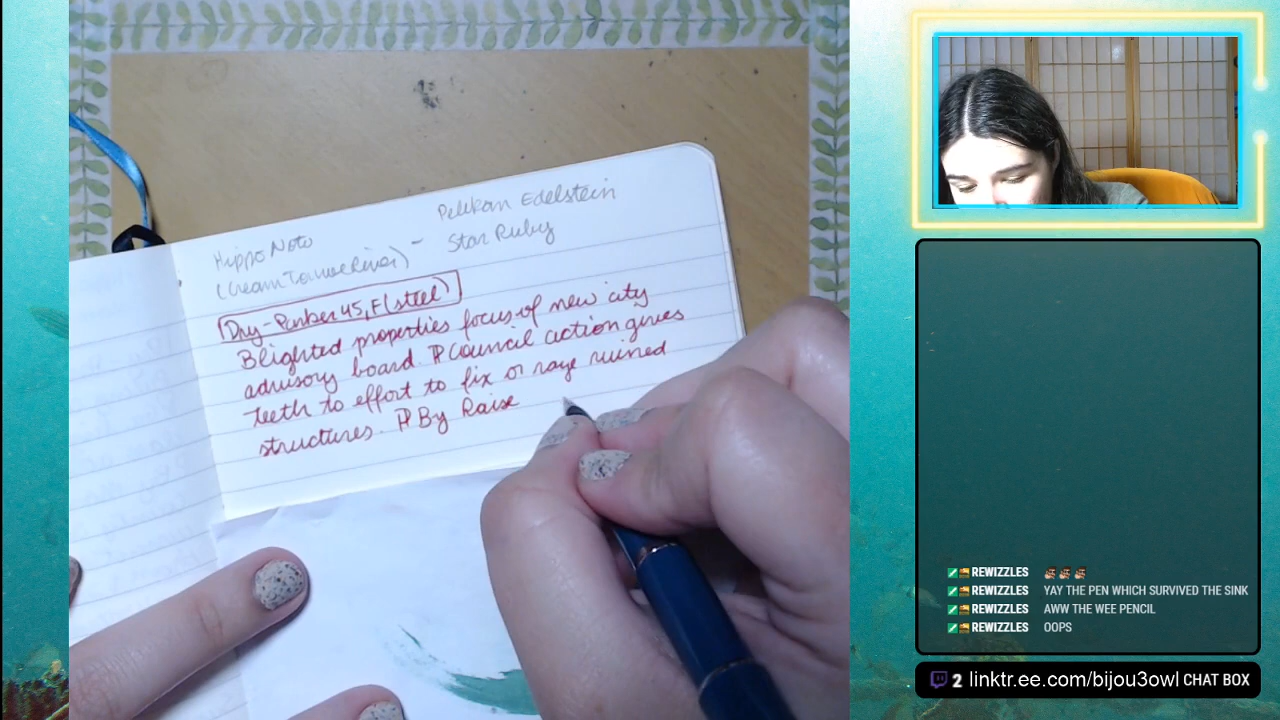 Hippo Noto
(Cream Tomoe River) -
Pelikan Edelstein
Star Ruby
Dry-Parker 45, F (steel)
Blighted properties focus of new city
advisory board. Council action gives
teeth to effort to fix or raze ruined
structures. By Raise
REWIZZLES
REWIZZLES YAY THE PEN WHICH SURVIVED THE SINK
REWIZZLES AWW THE WEE PENCIL
REWIZZLES OOPS
2 linktr.ee.com/bijou3owl CHAT BOX